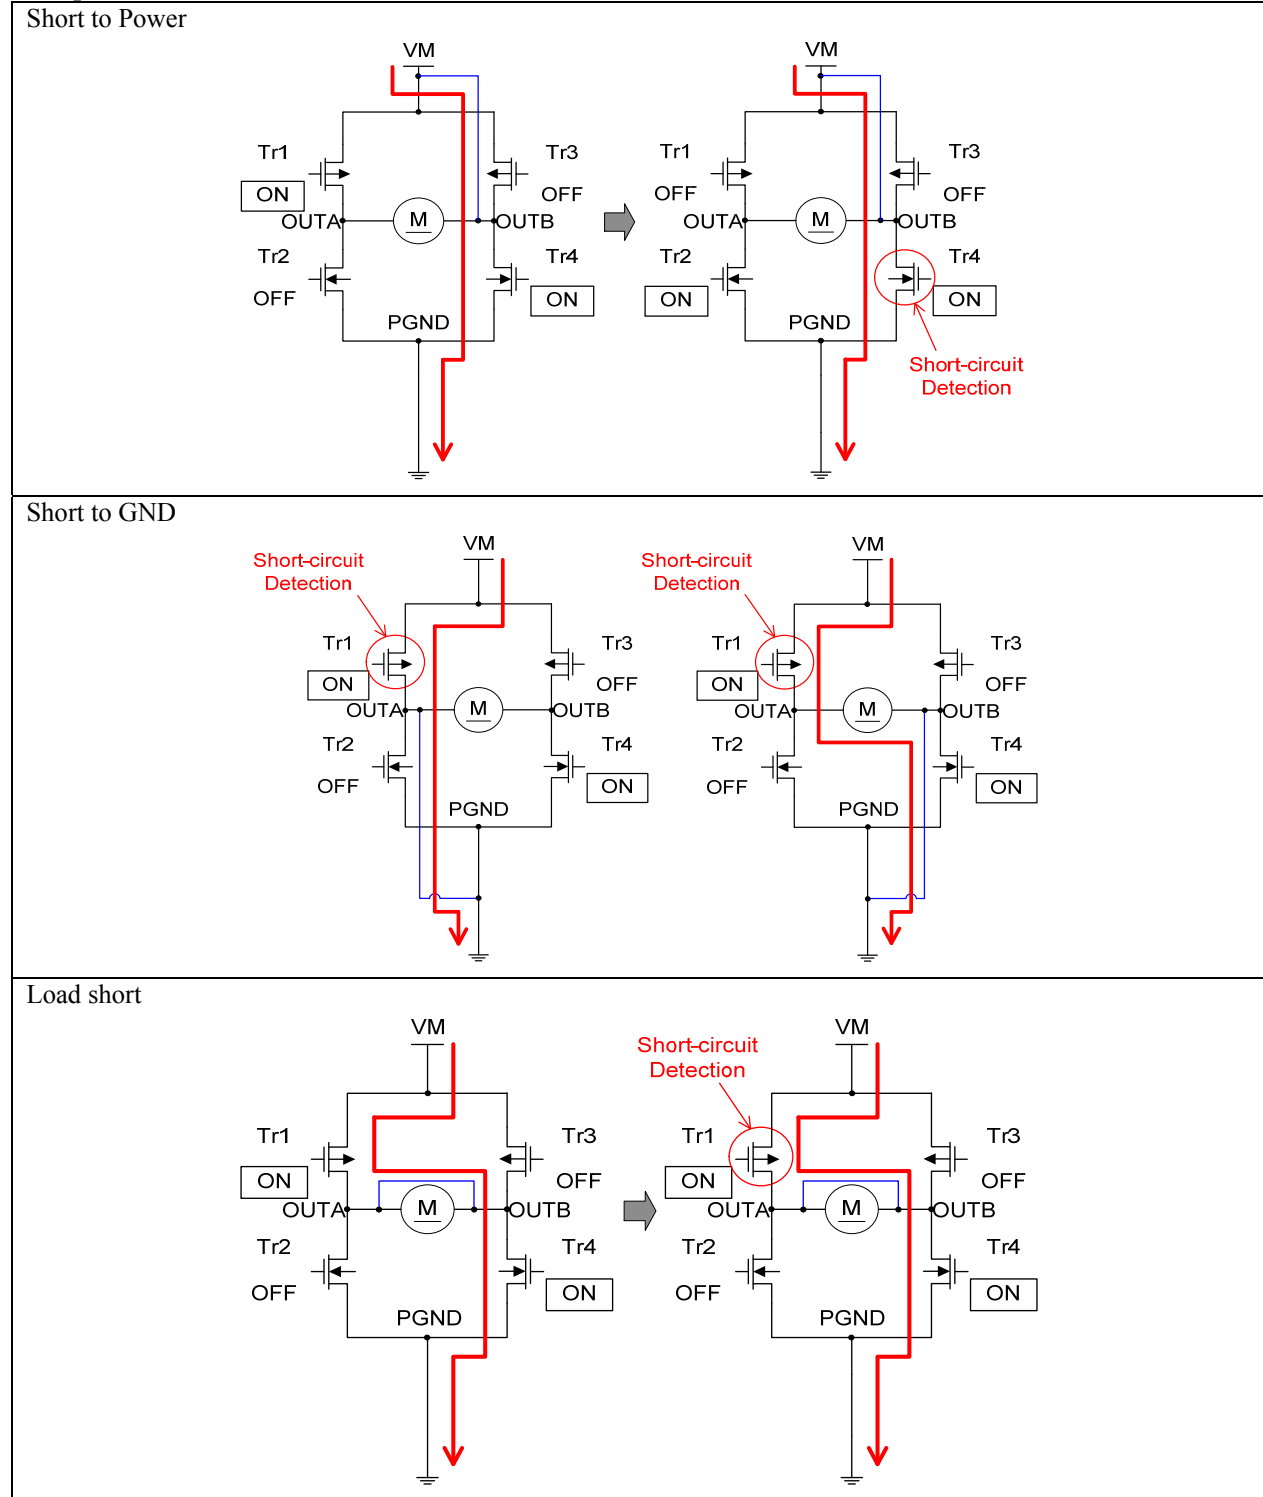 Short to Power
VM
VM
Tr1
Tr3
Tr1
Tr3
ON
OFF
OFF
OFF
OUTA
M
OUTB
OUTA
M
OUTB
Tr2
Tr4
Tr2
Tr4
OFF
ON
ON
ON
PGND
PGND
Short-circuit
Detection
Short to GND
VM
VM
Short-circuit
Detection
Short-circuit
Detection
Tr1
Tr3
Tr1
Tr3
ON
OFF
ON
OFF
OUTA
M
OUTB
OUTA
M
OUTB
Tr2
Tr4
Tr2
Tr4
OFF
ON
OFF
ON
PGND
PGND
Load short
VM
VM
Short-circuit
Detection
Tr1
Tr3
Tr1
Tr3
ON
OFF
ON
OFF
OUTA
M
OUTB
OUTA
M
OUTB
Tr2
Tr4
Tr2
Tr4
OFF
ON
OFF
ON
PGND
PGND